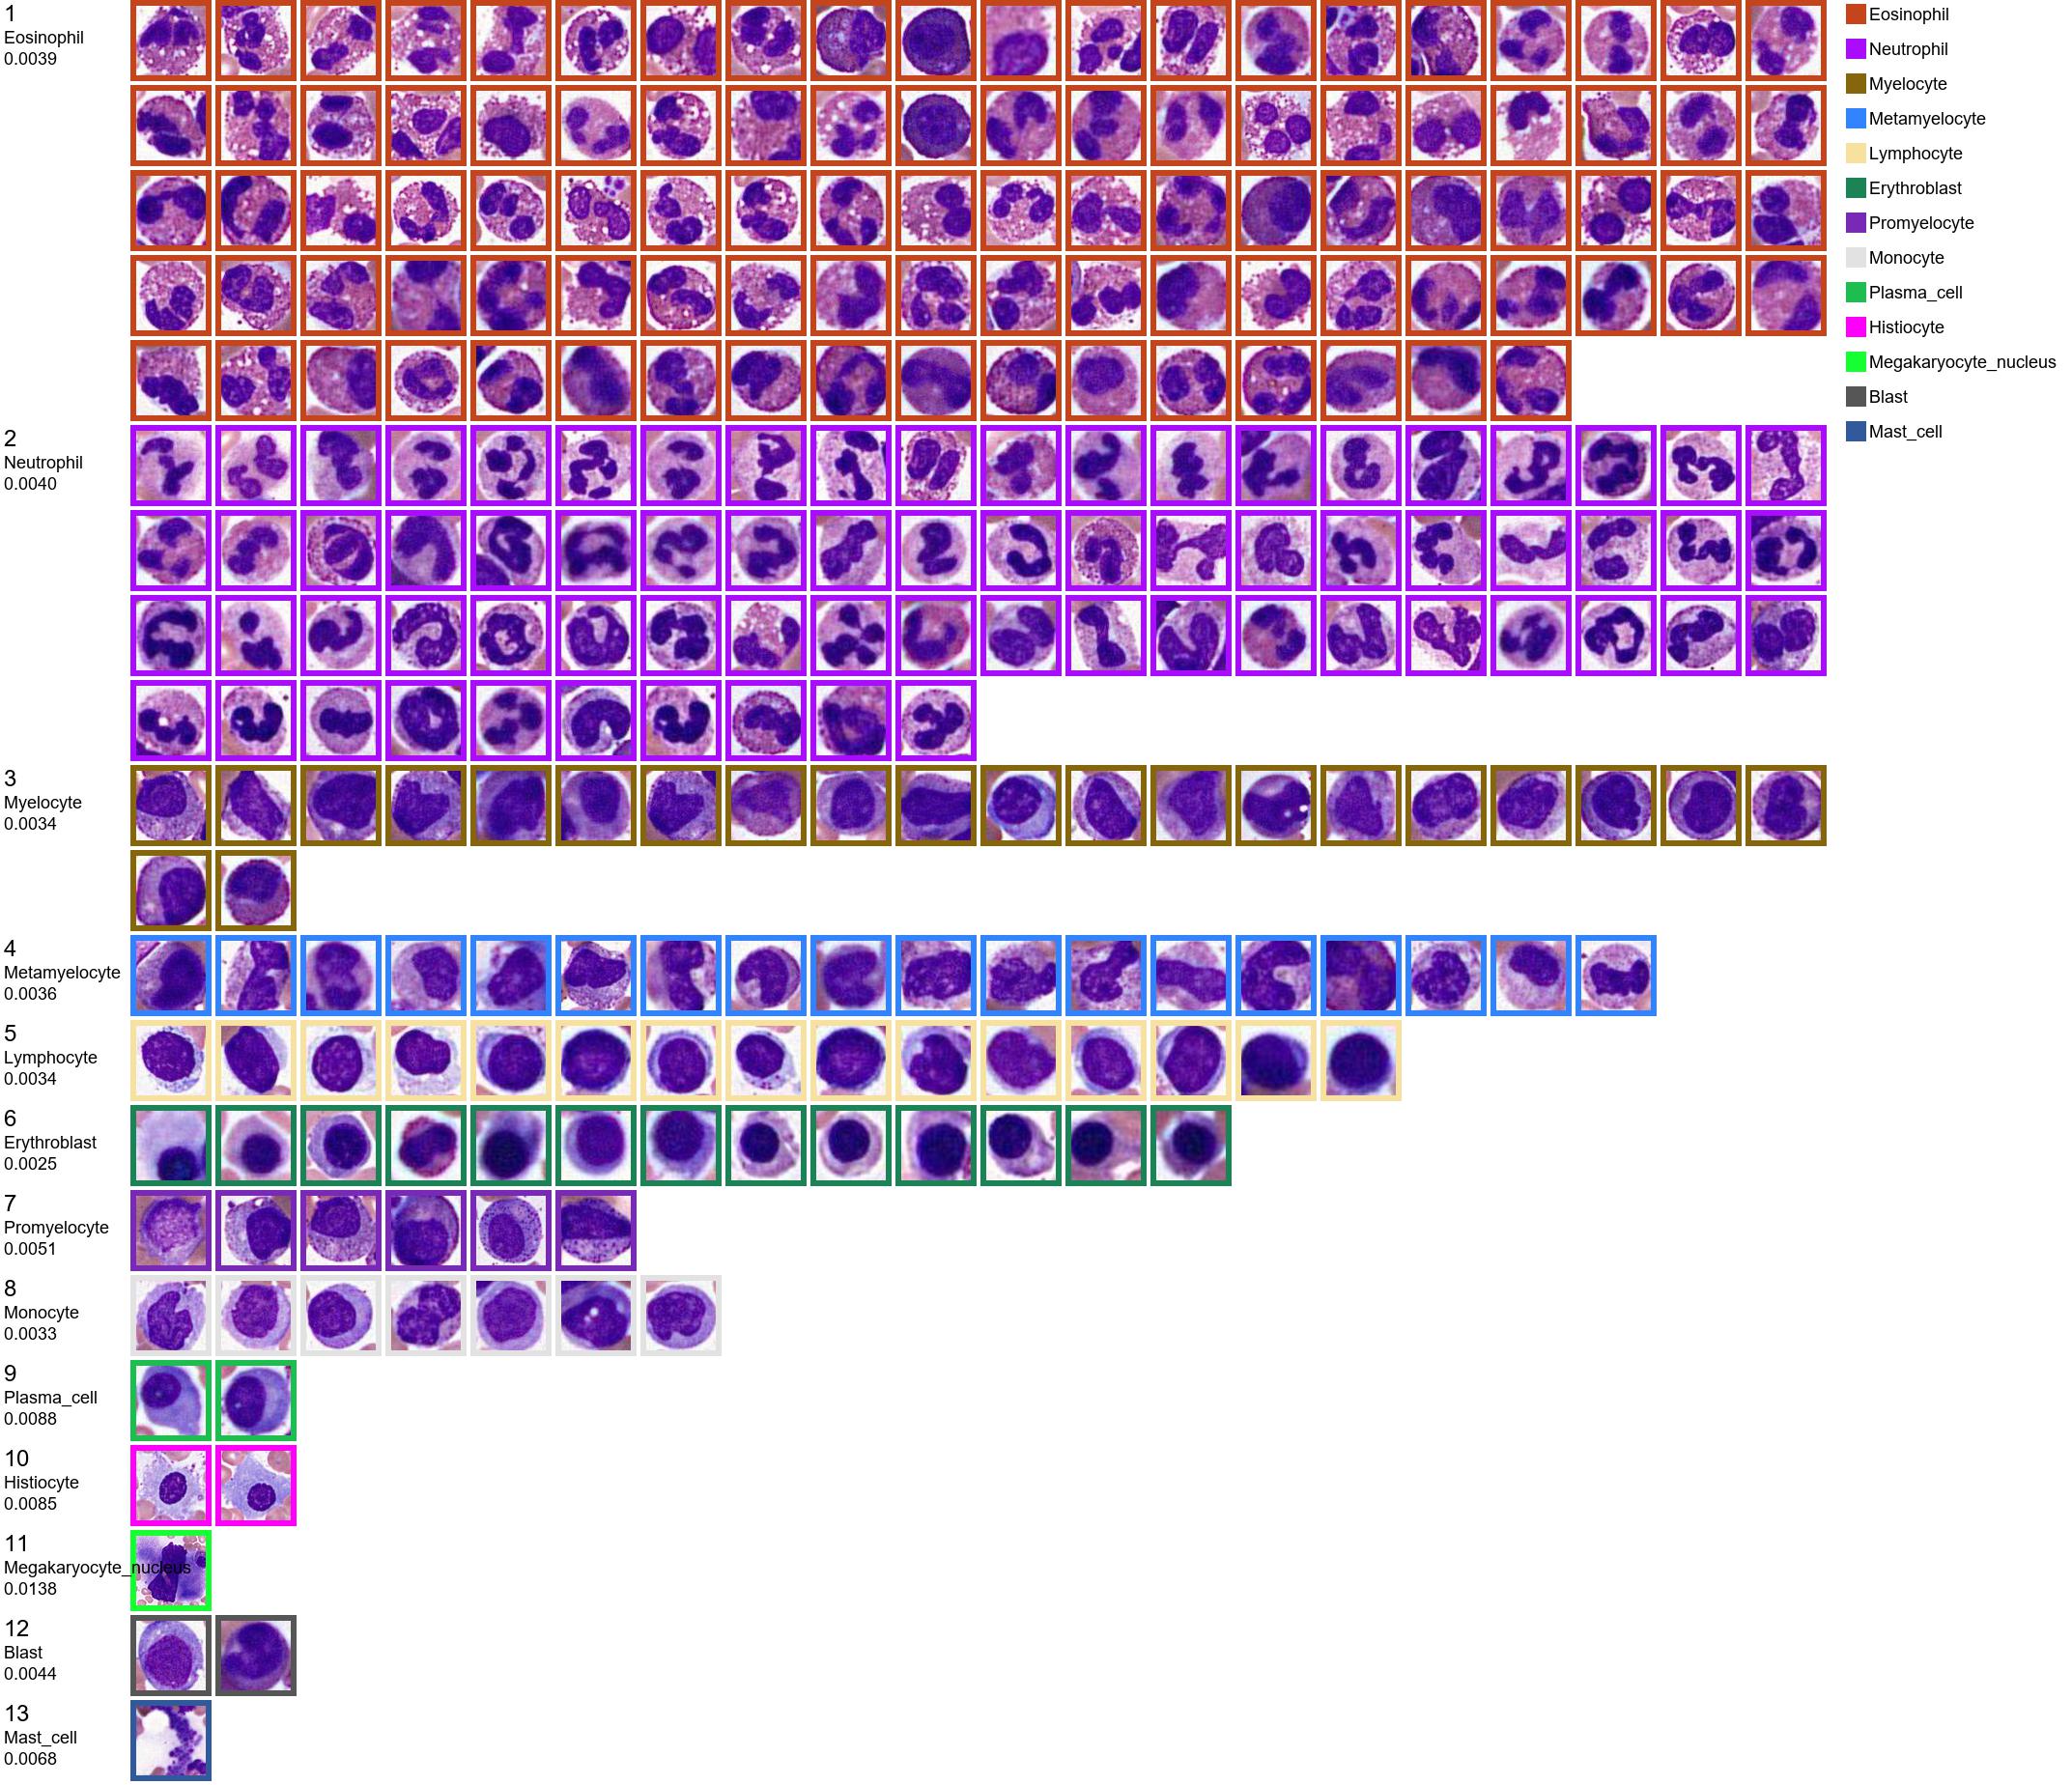 1
Eosinophil
0.0039
2
Neutrophil
0.0040
3
Myelocyte
0.0034
4
Metamyelocyte
0.0036
5
Lymphocyte
0.0034
6
Erythroblast
0.0025
7
Promyelocyte
0.0051
8
Monocyte
0.0033
9
Plasma_cell
0.0088
10
Histiocyte
0.0085
11
Megakaryocyte_nucleus
0.0138
12
Blast
0.0044
13
Mast_cell
0.0068
Eosinophil
Neutrophil
Myelocyte
Metamyelocyte
Lymphocyte
Erythroblast
Promyelocyte
Monocyte
Plasma_cell
Histiocyte
Megakaryocyte_nucleus
Blast
Mast_cell